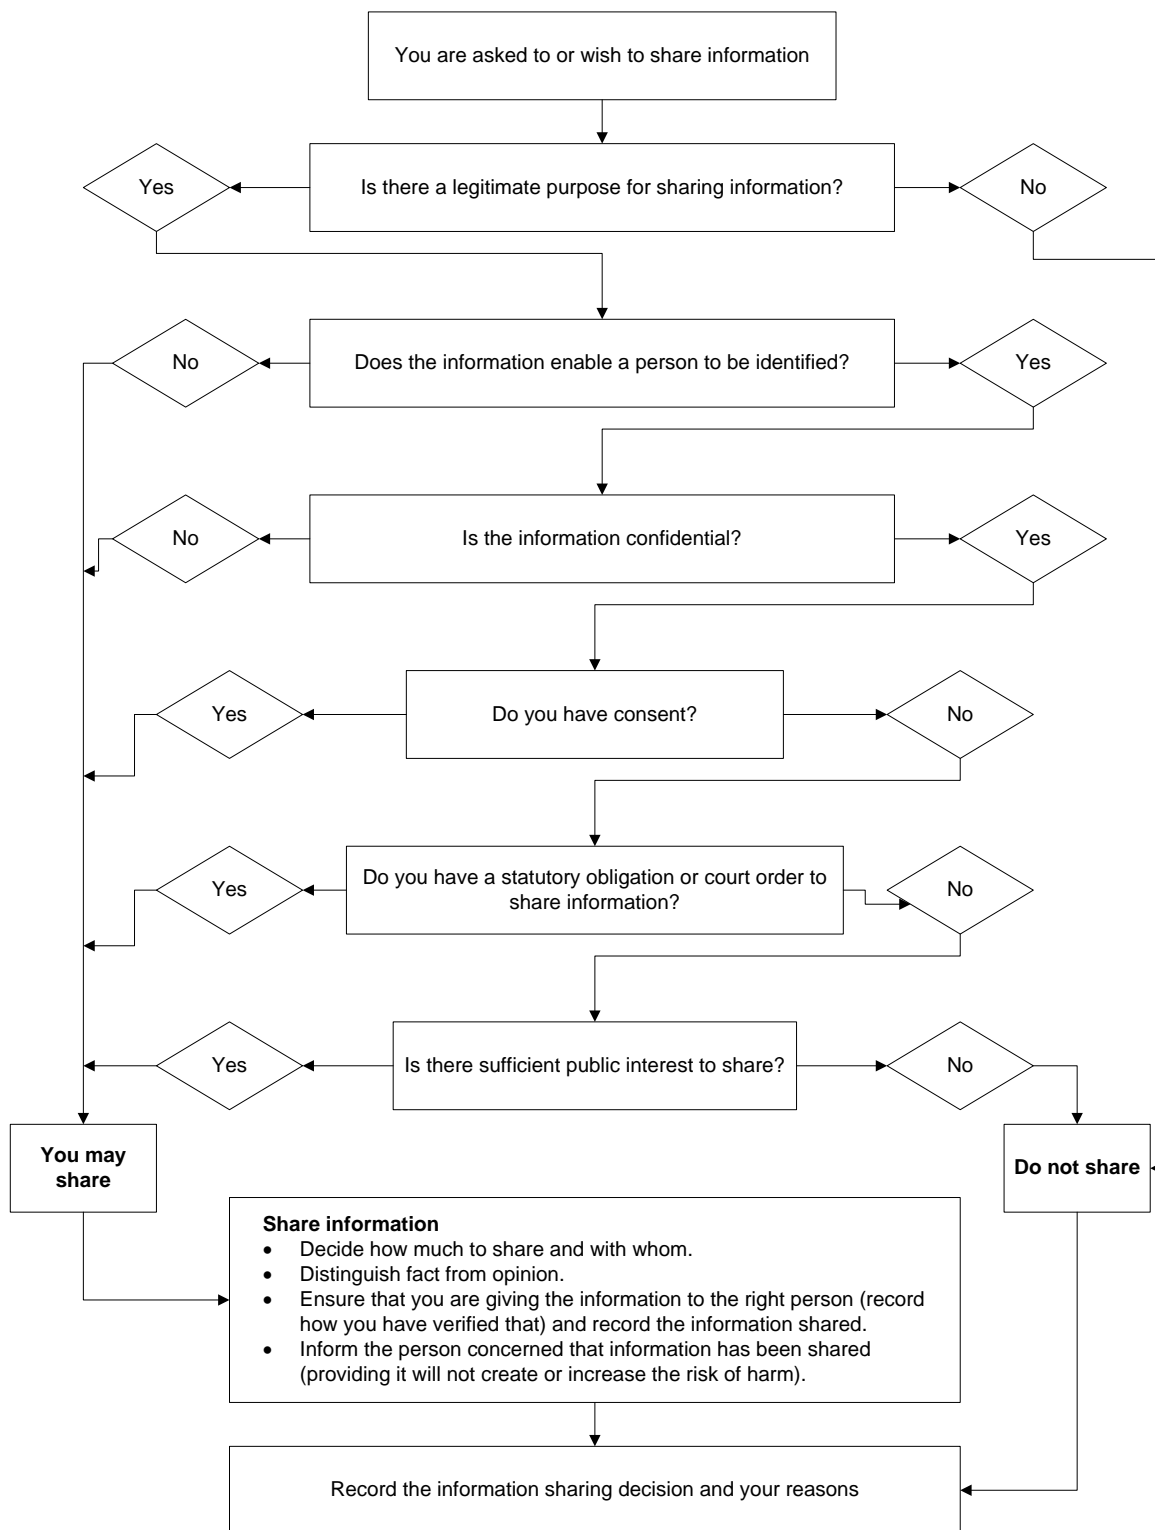 You are asked to or wish to share information
Yes
Is there a legitimate purpose for sharing information?
No
No
Does the information enable a person to be identified?
Yes
No
Is the information confidential?
Yes
Yes
Do you have consent?
No
Yes
Do you have a statutory obligation or court order to
share information?
No
Yes
Is there sufficient public interest to share?
No
You may
share
Do not share
Share information
• Decide how much to share and with whom.
• Distinguish fact from opinion.
• Ensure that you are giving the information to the right person (record
how you have verified that) and record the information shared.
• Inform the person concerned that information has been shared
(providing it will not create or increase the risk of harm).
Record the information sharing decision and your reasons